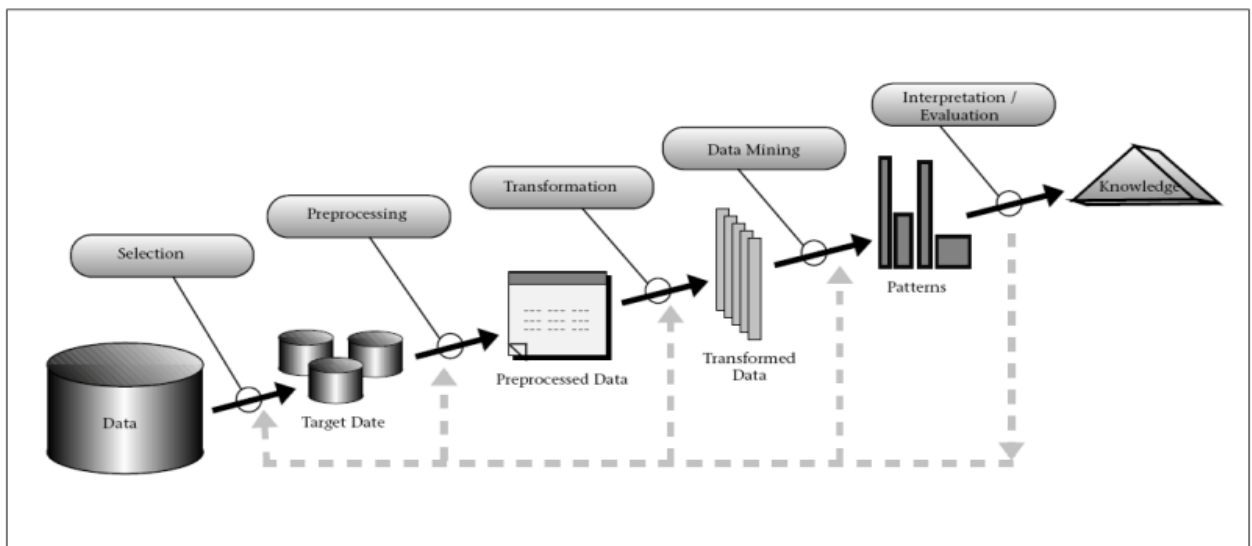 Interpretation /
Evaluation
Data Mining
Transformation
Preprocessing
Selection
Knowledge
Patterns
Transformed
Data
Preprocessed Data
Target Date
Data